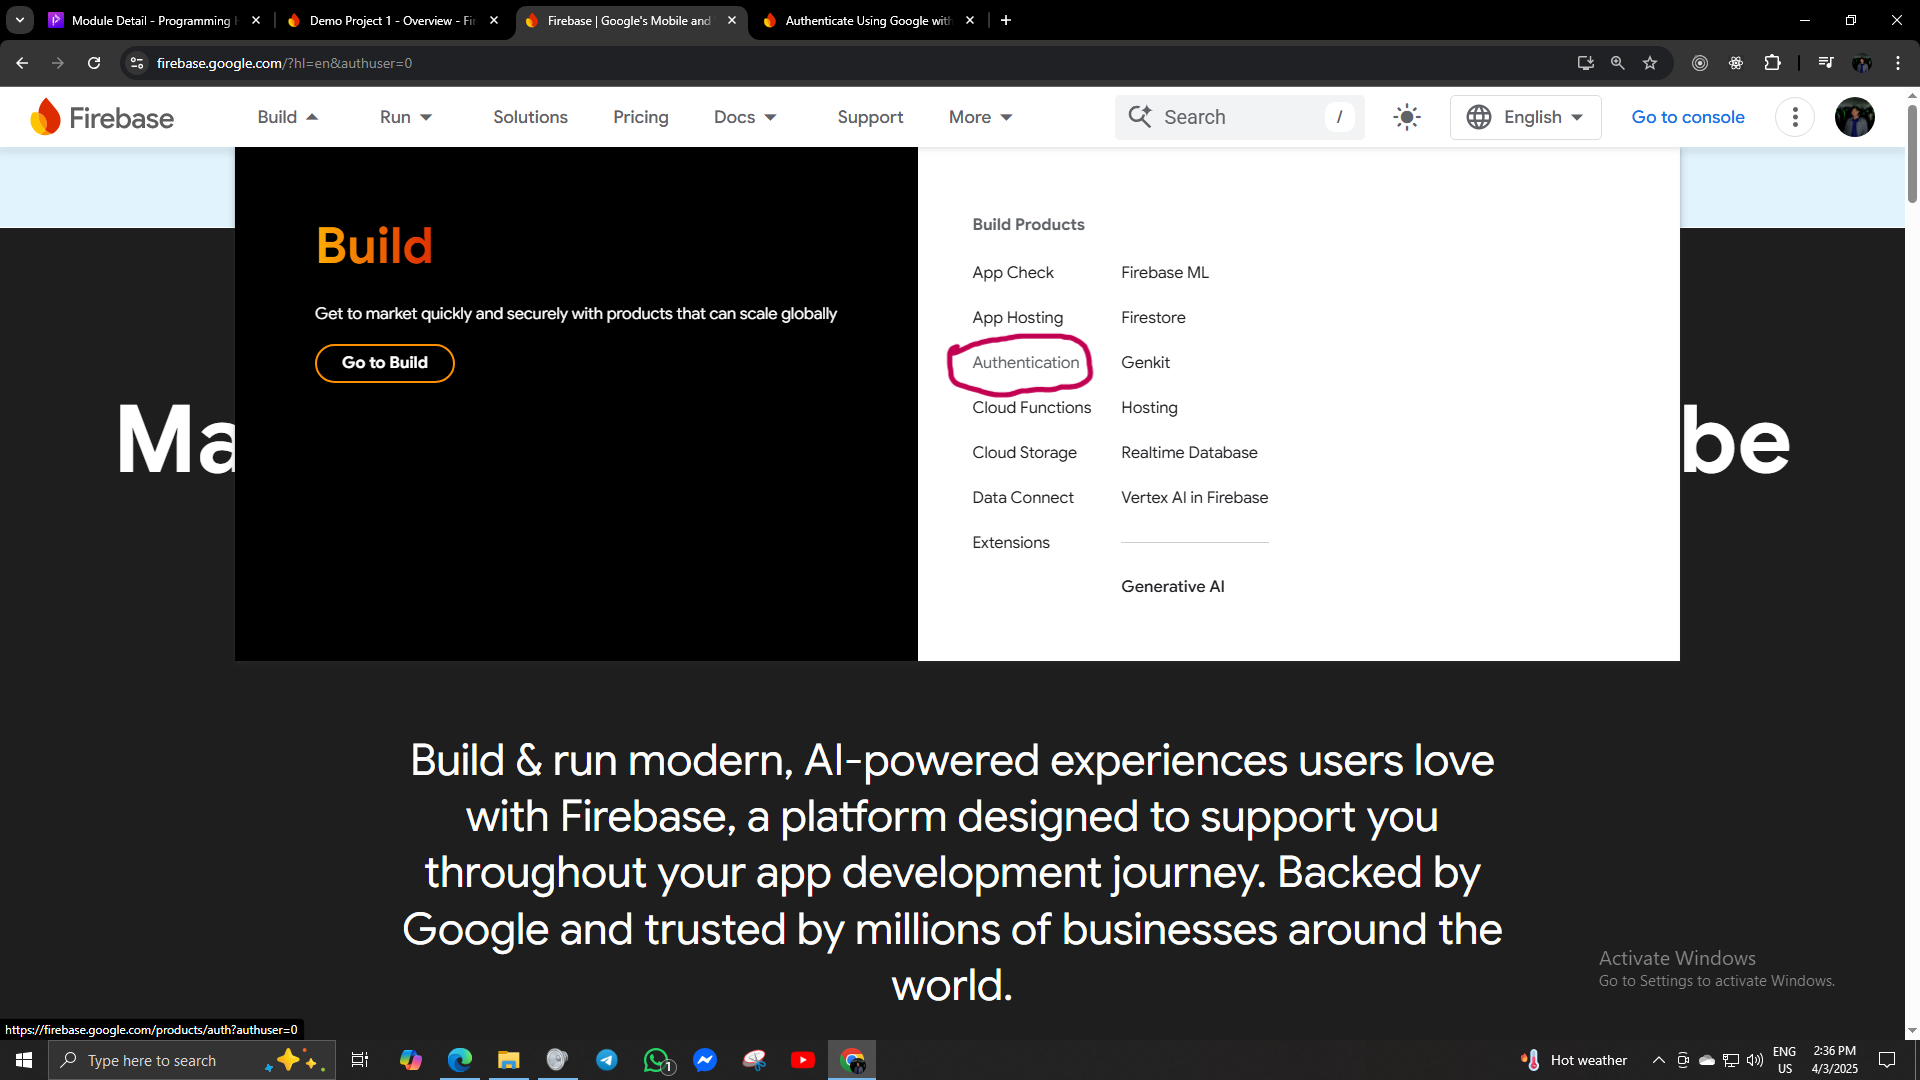 Module Detail - Programming H
Demo Project 1 - Overview - Fir
Firebase | Google's Mobile and
Authenticate Using Google with
firebase.google.com/?hl=en&authuser=0
Firebase
Build
Run
Solutions
Pricing
Docs
Support
More
Search
/
English
Go to console
Build
Get to market quickly and securely with products that can scale globally
Go to Build
Build Products
App Check
Firebase ML
App Hosting
Firestore
Authentication
Genkit
Cloud Functions
Hosting
Cloud Storage
Realtime Database
Data Connect
Vertex AI in Firebase
Extensions
Generative AI
Ma
be
Build & run modern, AI-powered experiences users love
with Firebase, a platform designed to support you
throughout your app development journey. Backed by
Google and trusted by millions of businesses around the
world.
Activate Windows
Go to Settings to activate Windows.
https://firebase.google.com/products/auth?authuser=0
Type here to search
1
Hot weather
ENG
US
2:36 PM
4/3/2025